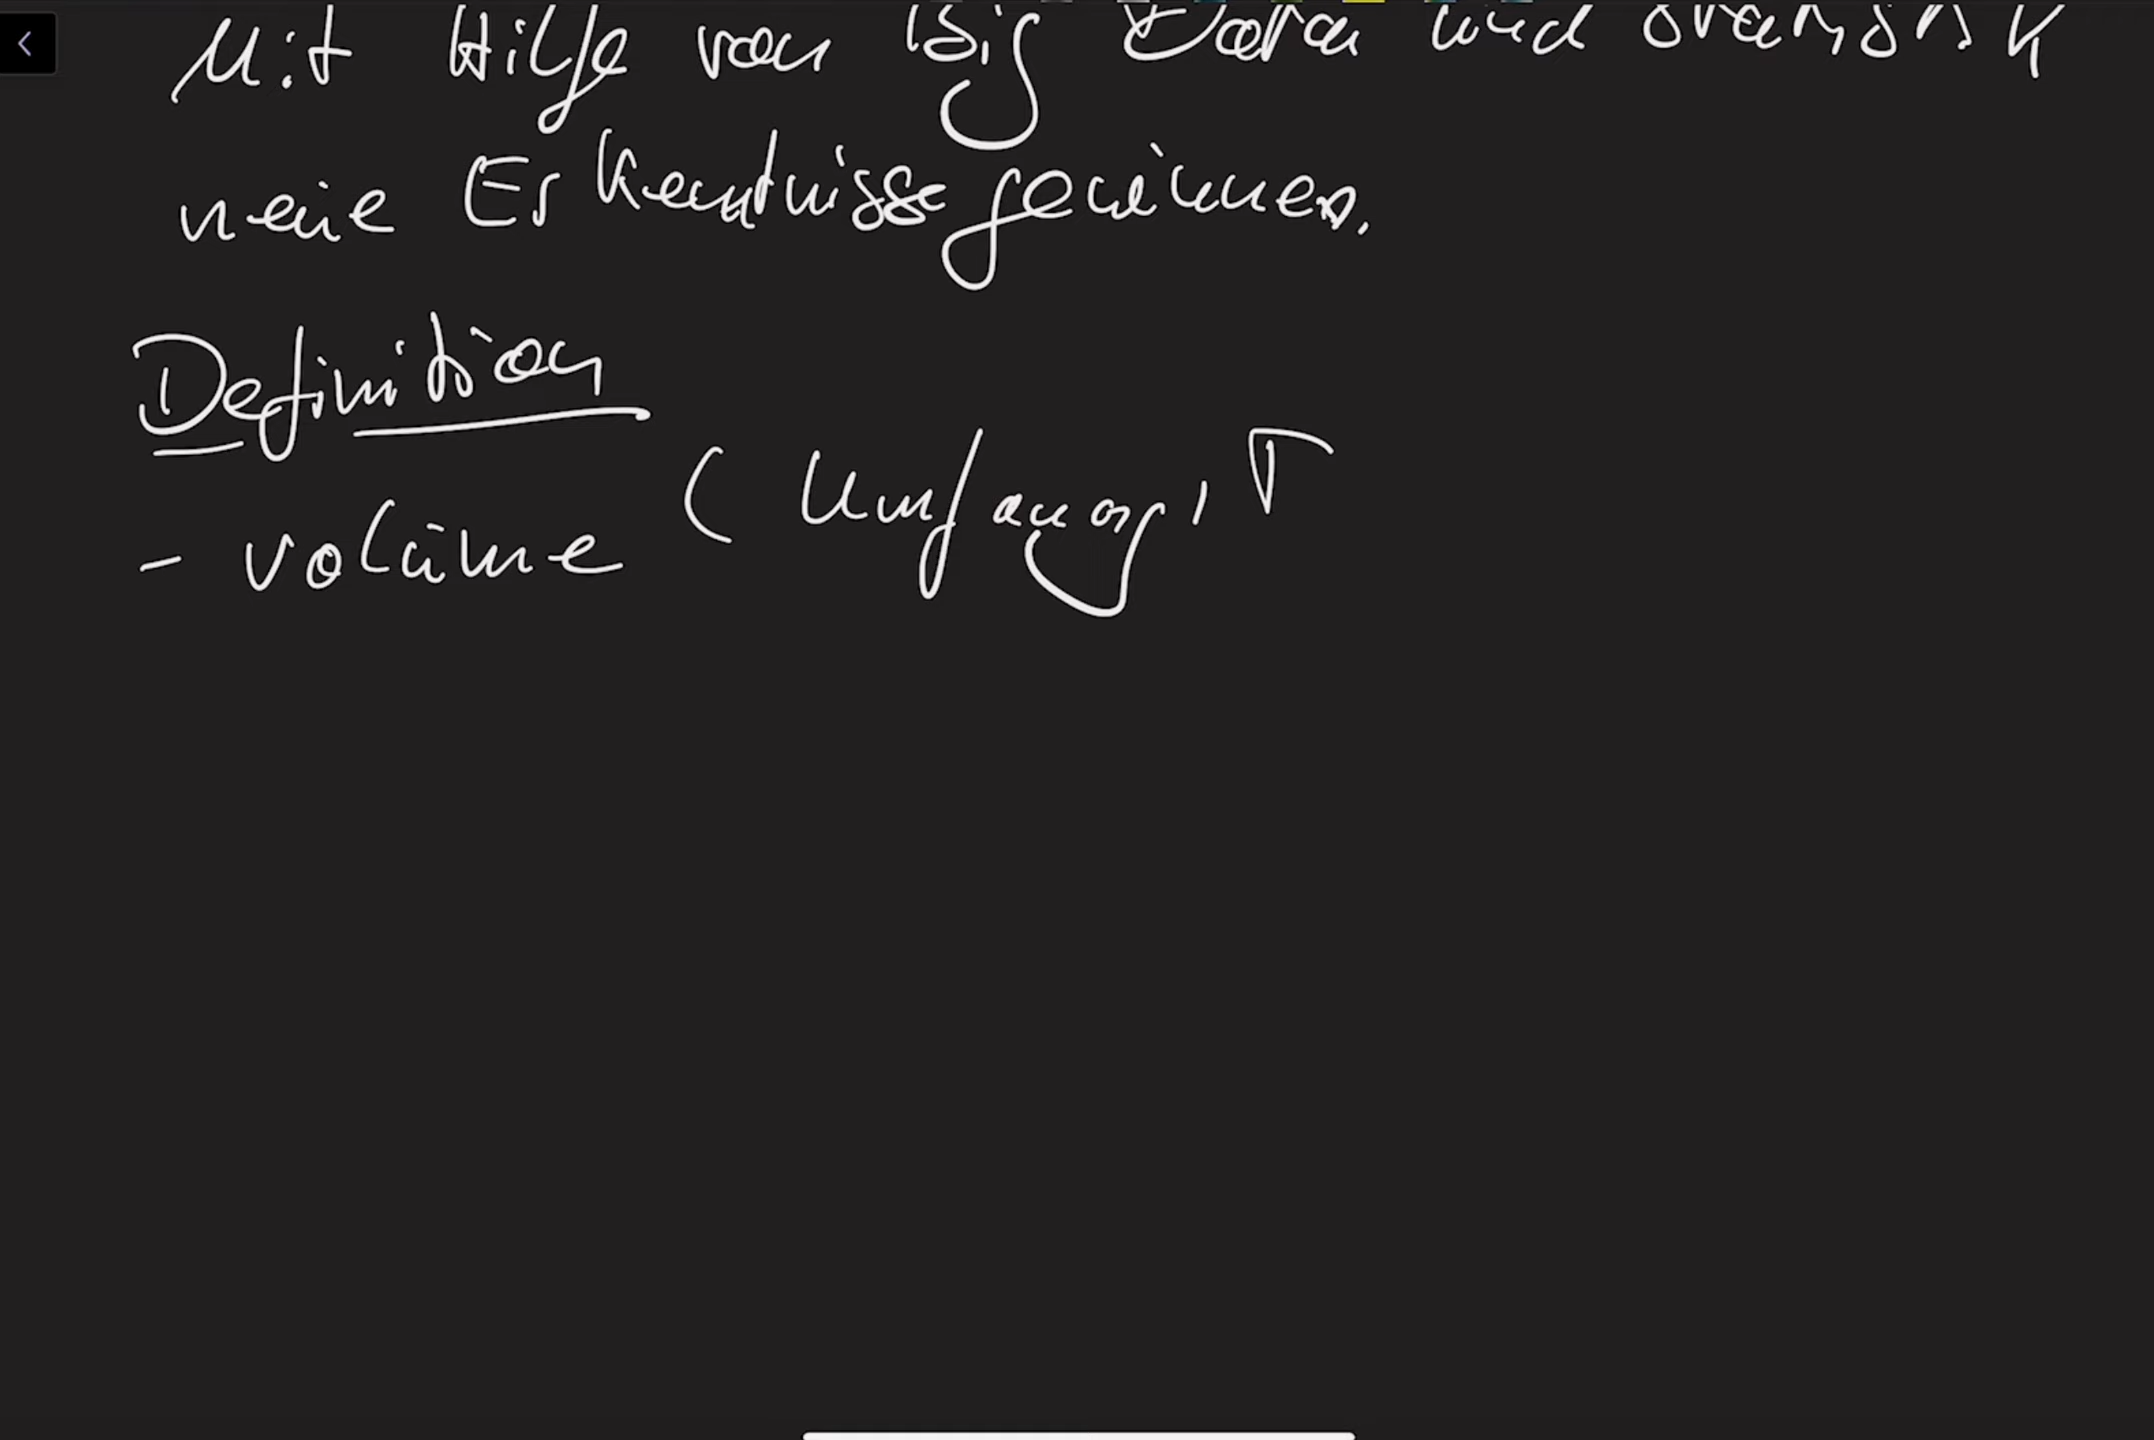 Mit Hilfe von Big Data und Statistik
neue Erkenntnisse gewinnen.
Definition
- volume (Umfang,